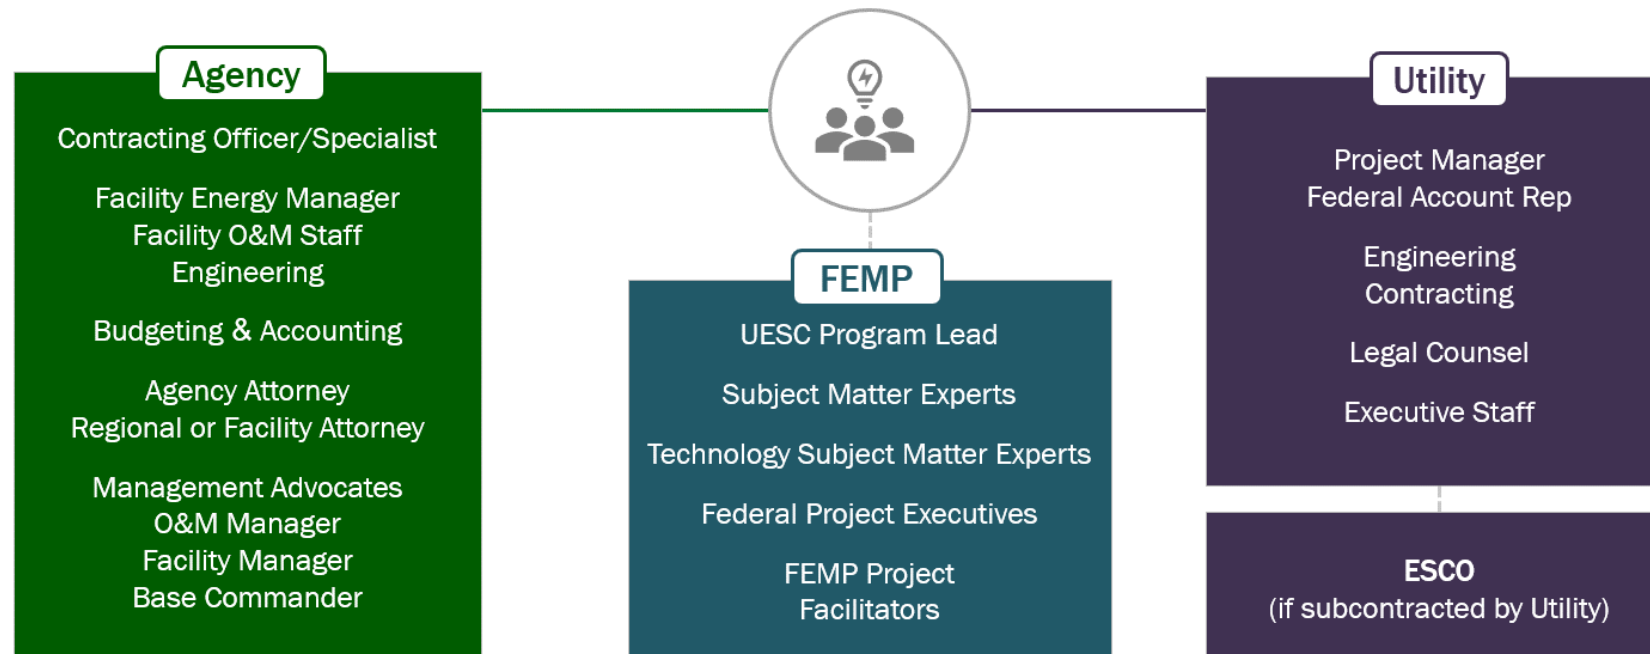 Agency
Contracting Officer/Specialist
Facility Energy Manager
Facility O&M Staff
Engineering
Budgeting & Accounting
Agency Attorney
Regional or Facility Attorney
Management Advocates
O&M Manager
Facility Manager
Base Commander
FEMP
UESC Program Lead
Subject Matter Experts
Technology Subject Matter Experts
Federal Project Executives
FEMP Project
Facilitators
Utility
Project Manager
Federal Account Rep
Engineering
Contracting
Legal Counsel
Executive Staff
ESCO
(if subcontracted by Utility)